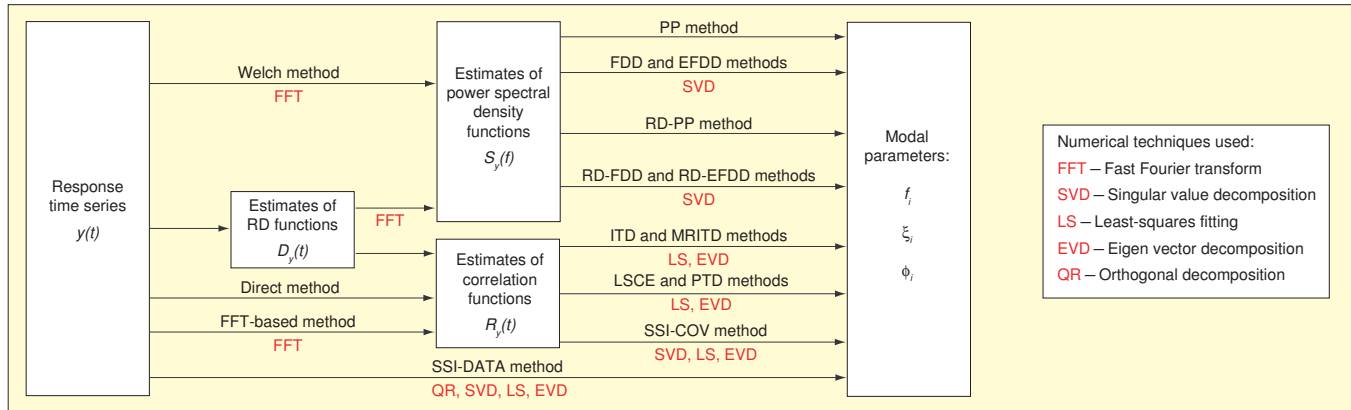 Response
time series
y(t)
Welch method
FFT
Estimates of
RD functions
D_y(t)
FFT
Direct method
FFT-based method
FFT
SSI-DATA method
QR, SVD, LS, EVD
Estimates of
power spectral
density
functions
S_y(f)
Estimates of
correlation
functions
R_y(t)
PP method
FDD and EFDD methods
SVD
RD-PP method
RD-FDD and RD-EFDD methods
SVD
ITD and MRITD methods
LS, EVD
LSCE and PTD methods
LS, EVD
SSI-COV method
SVD, LS, EVD
Modal
parameters:
f_i
ξ_i
ϕ_i
Numerical techniques used:
FFT – Fast Fourier transform
SVD – Singular value decomposition
LS – Least-squares fitting
EVD – Eigen vector decomposition
QR – Orthogonal decomposition